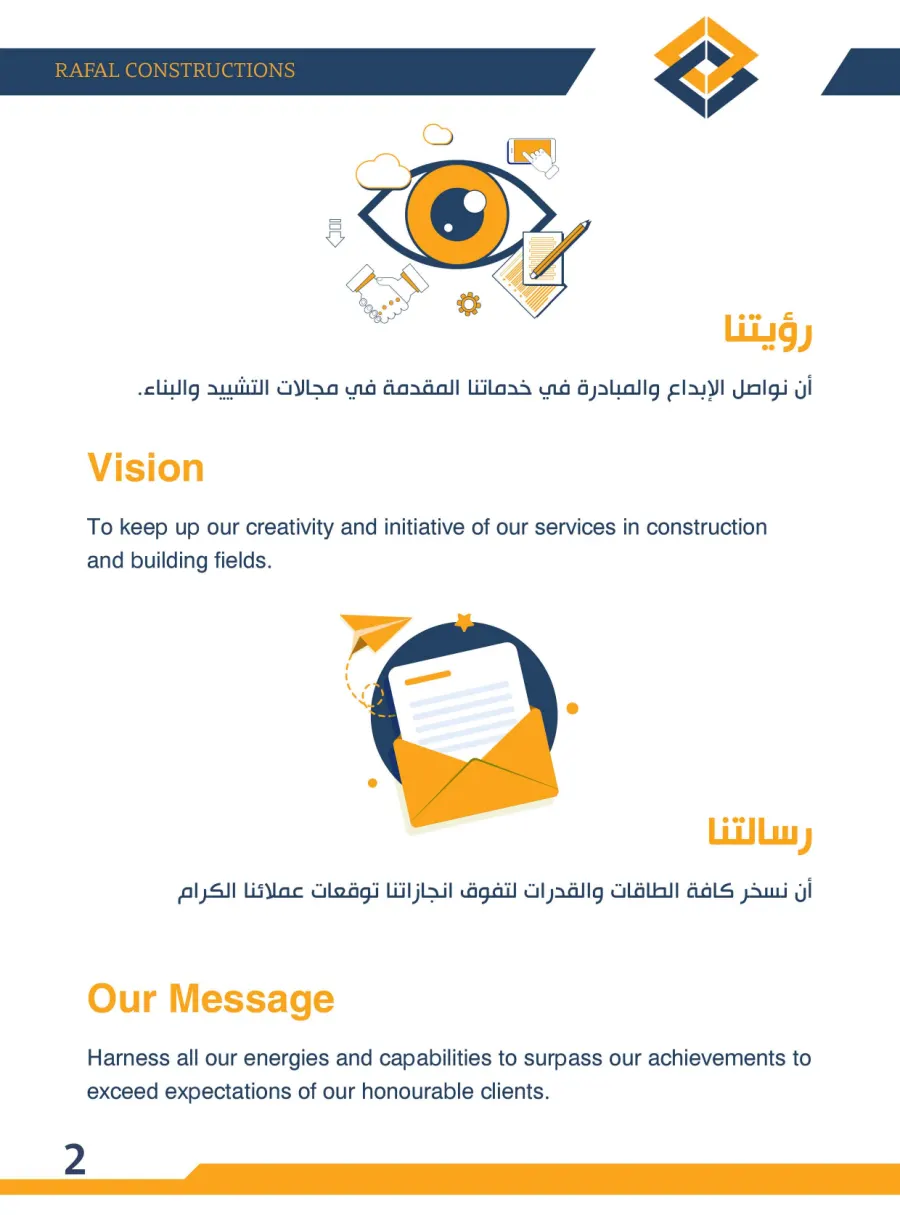 RAFAL CONSTRUCTIONS
رؤيتنا
أن نواصل الإبداع والمبادرة في خدماتنا المقدمة في مجالات التشييد والبناء.
Vision
To keep up our creativity and initiative of our services in construction
and building fields.
رسالتنا
أن نسخر كافة الطاقات والقدرات لتفوق انجازاتنا توقعات عملائنا الكرام
Our Message
Harness all our energies and capabilities to surpass our achievements to
exceed expectations of our honourable clients.
2